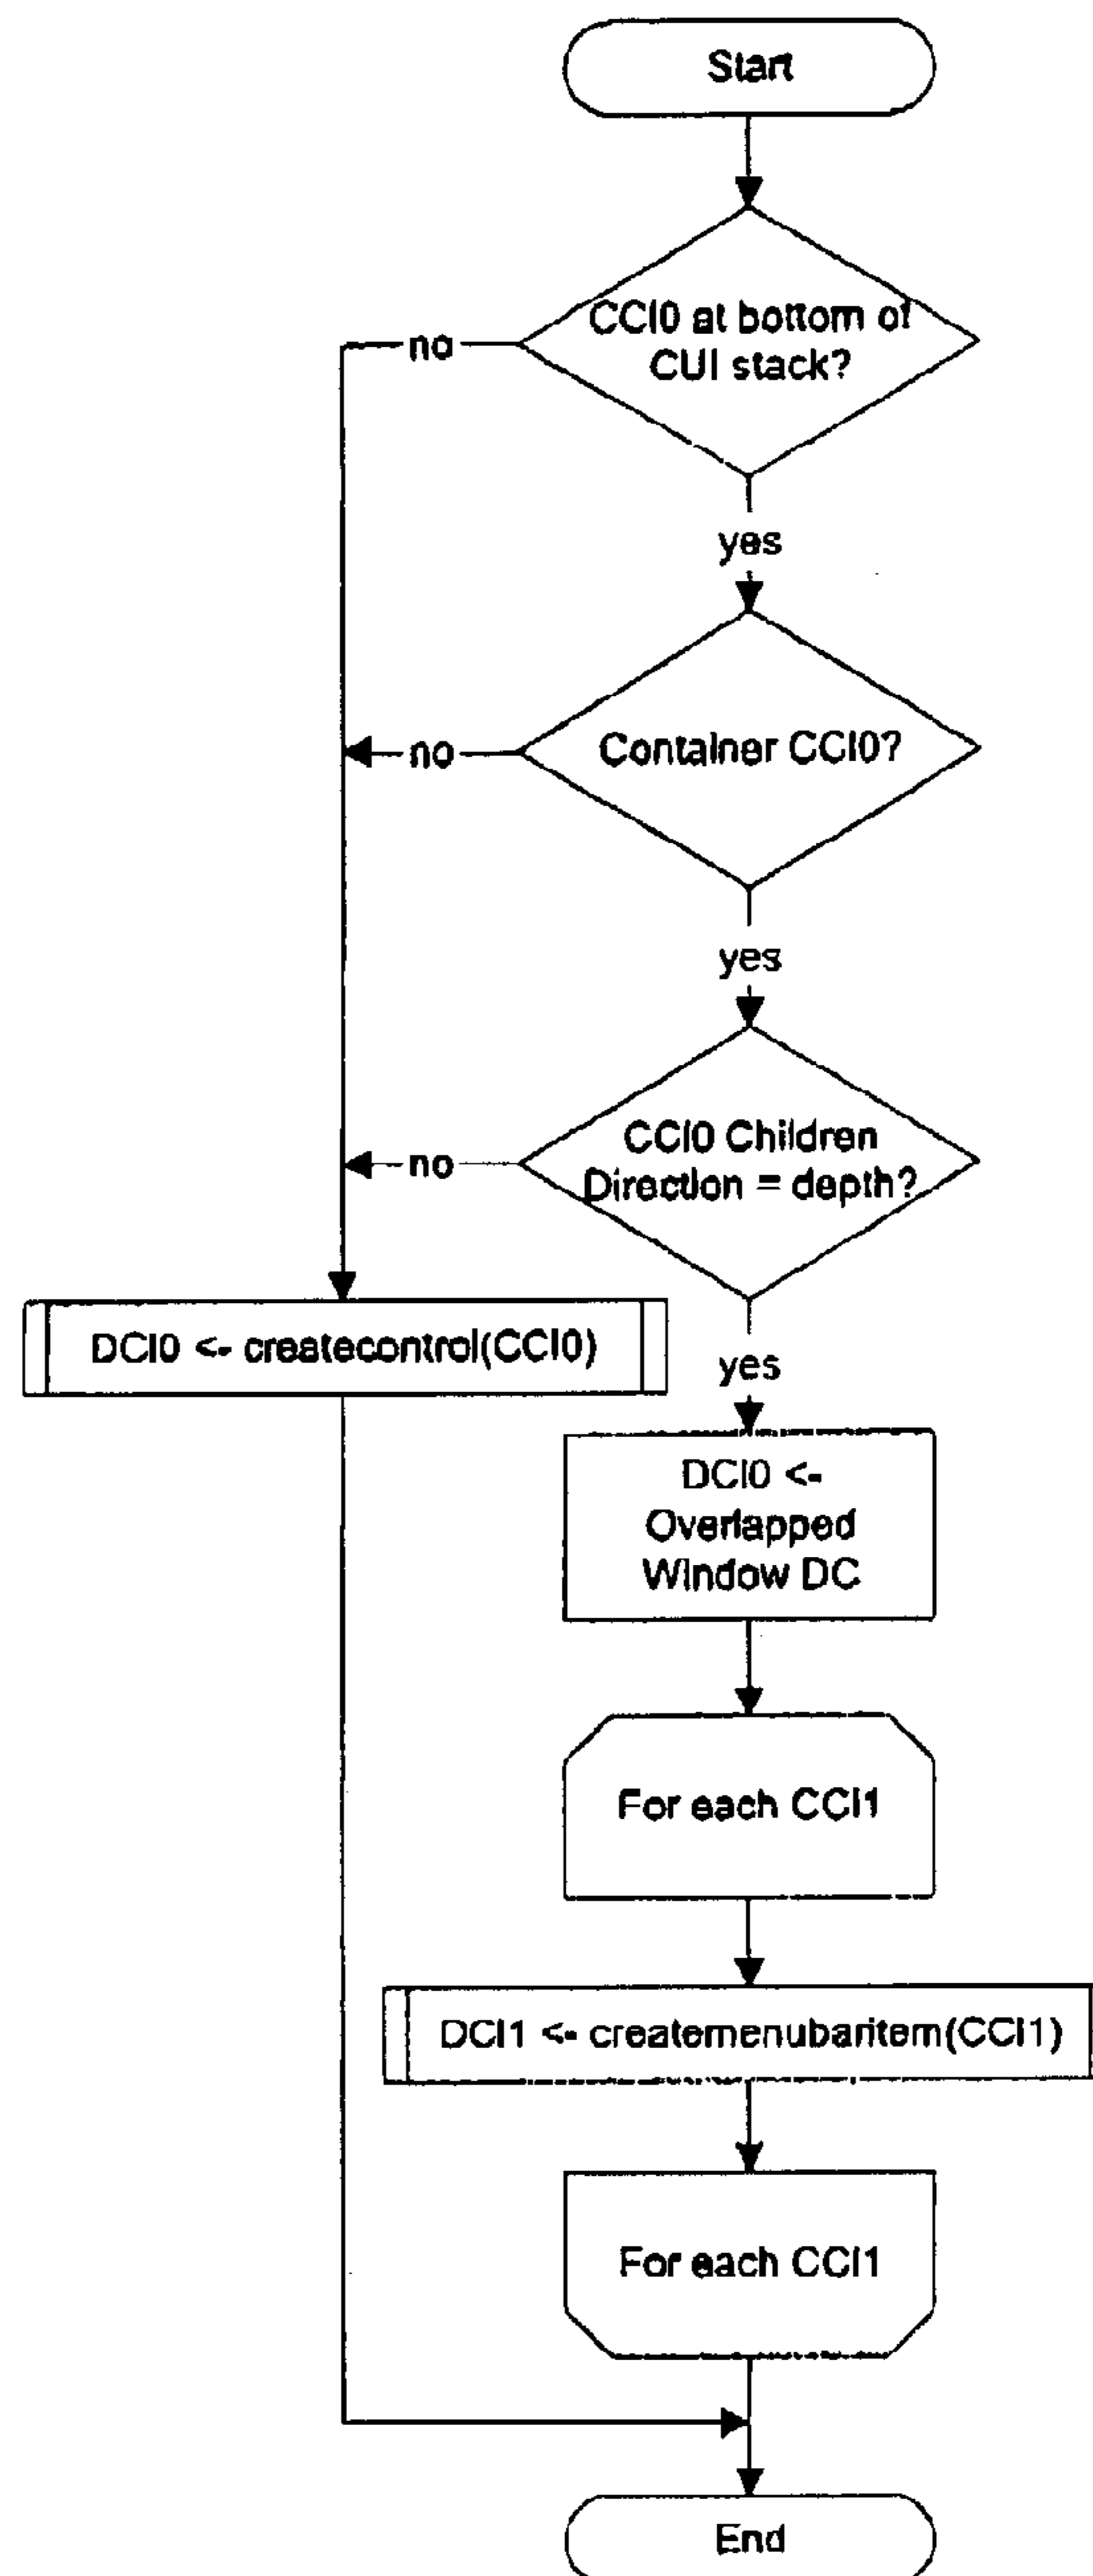 Start
CCI0 at bottom of
CUI stack?
no
yes
Container CCI0?
no
yes
CCI0 Children
Direction = depth?
no
DCI0 <- createcontrol(CCI0)
yes
DCI0 <-
Overlapped
Window DC
For each CCI1
DCI1 <- createmenubaritem(CCI1)
For each CCI1
End